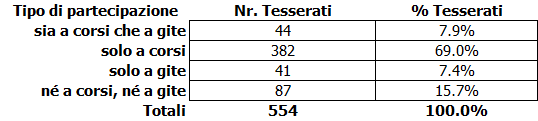 Tipo di partecipazione Nr. Tesserati % Tesserati
sia a corsi che a gite 44 7.9%
solo a corsi 382 69.0%
solo a gite 41 7.4%
né a corsi, né a gite 87 15.7%
Totali 554 100.0%